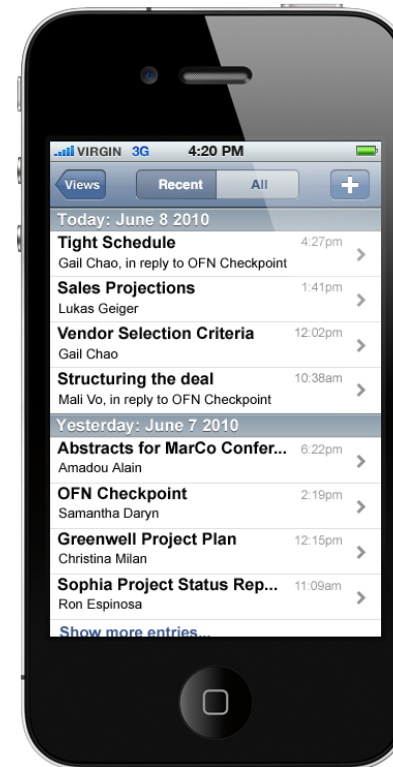 VIRGIN 3G 4:20 PM
Views Recent All +
Today: June 8 2010
Tight Schedule 4:27pm
Gail Chao, in reply to OFN Checkpoint
Sales Projections 1:41pm
Lukas Geiger
Vendor Selection Criteria 12:02pm
Gail Chao
Structuring the deal 10:38am
Mali Vo, in reply to OFN Checkpoint
Yesterday: June 7 2010
Abstracts for MarCo Confer... 6:22pm
Amadou Alain
OFN Checkpoint 2:19pm
Samantha Daryn
Greenwell Project Plan 12:15pm
Christina Milan
Sophia Project Status Rep... 11:09am
Ron Espinosa
Show more entries...